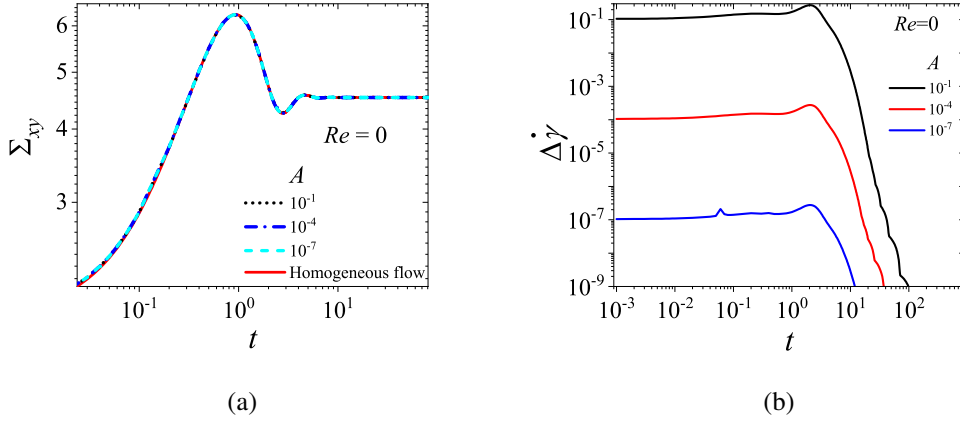 6
5
4
3
Σxy
Re = 0
A
10⁻¹
10⁻⁴
10⁻⁷
Homogeneous flow
10⁻¹ 10⁰ 10¹
t
(a)
10⁻¹
10⁻³
10⁻⁵
10⁻⁷
10⁻⁹
Δγ̇
Re=0
A
10⁻¹
10⁻⁴
10⁻⁷
10⁻³ 10⁻² 10⁻¹ 10⁰ 10¹ 10²
t
(b)